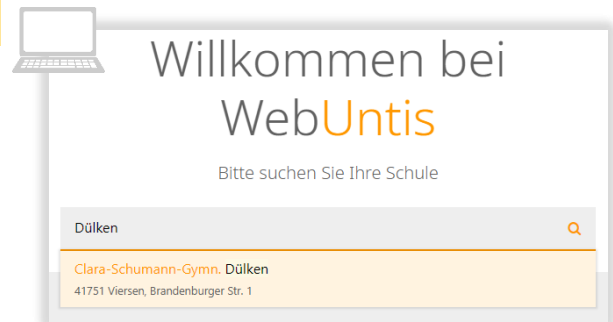 Willkommen bei
WebUntis
Bitte suchen Sie Ihre Schule
Dülken
Clara-Schumann-Gymn. Dülken
41751 Viersen, Brandenburger Str. 1